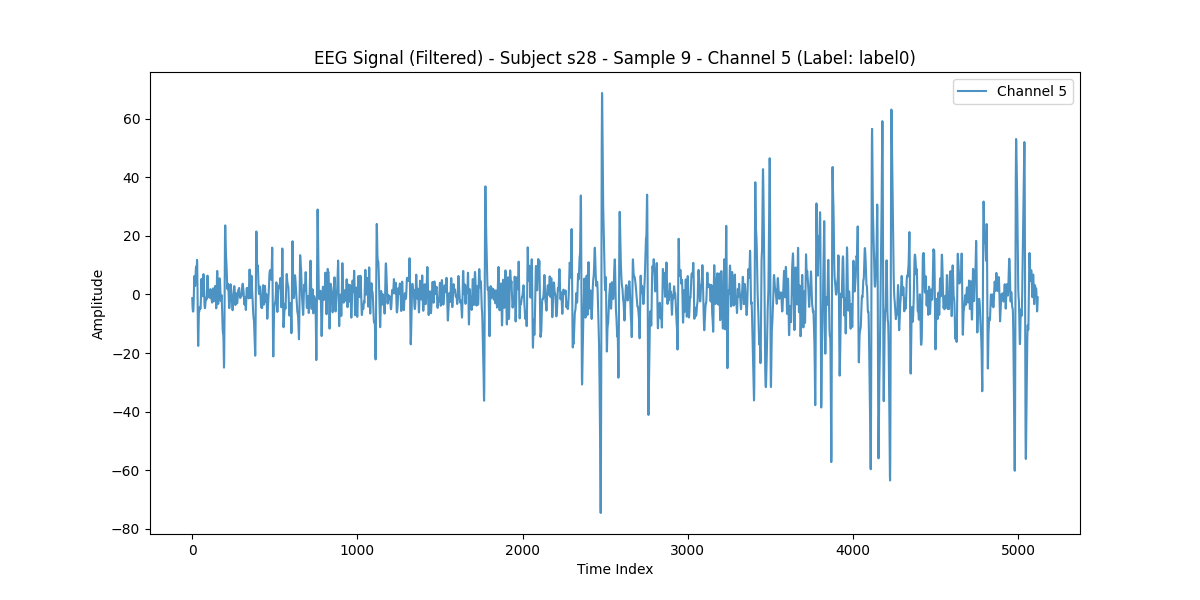 EEG Signal (Filtered) - Subject s28 - Sample 9 - Channel 5 (Label: label0)
Channel 5
60
40
20
0
−20
−40
−60
−80
Amplitude
0 1000 2000 3000 4000 5000
Time Index